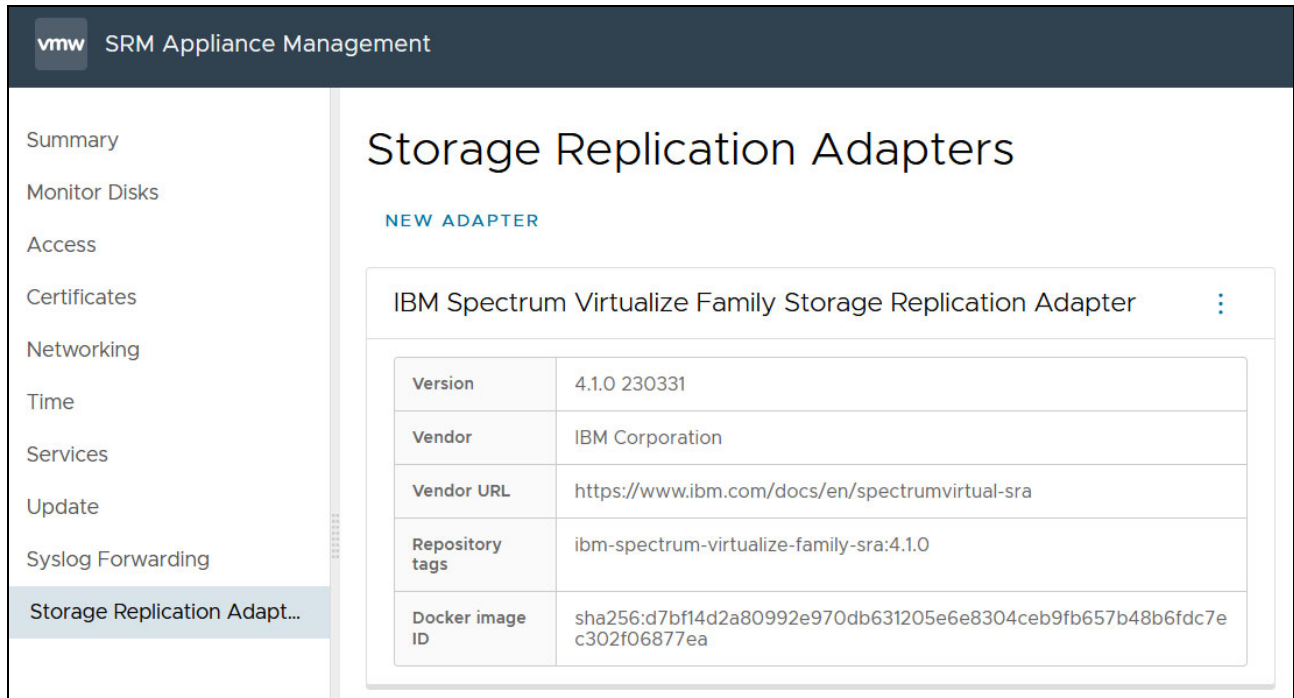 vmw SRM Appliance Management
Summary
Monitor Disks
Access
Certificates
Networking
Time
Services
Update
Syslog Forwarding
Storage Replication Adapt...
Storage Replication Adapters
NEW ADAPTER
IBM Spectrum Virtualize Family Storage Replication Adapter
Version 4.1.0 230331
Vendor IBM Corporation
Vendor URL https://www.ibm.com/docs/en/spectrumvirtual-sra
Repository
tags
ibm-spectrum-virtualize-family-sra:4.1.0
Docker image
ID
sha256:d7bf14d2a80992e970db631205e6e8304ceb9fb657b48b6fdc7e
c302f06877ea